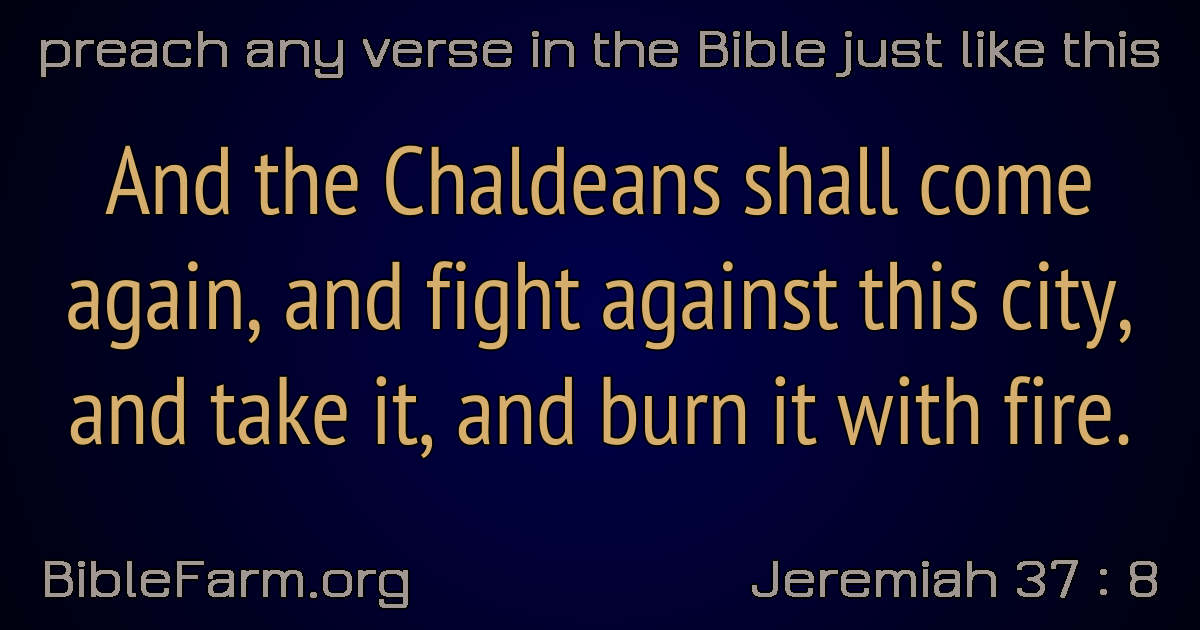 preach any verse in the Bible just like this
And the Chaldeans shall come
again, and fight against this city,
and take it, and burn it with fire.
BibleFarm.org
Jeremiah 37 : 8